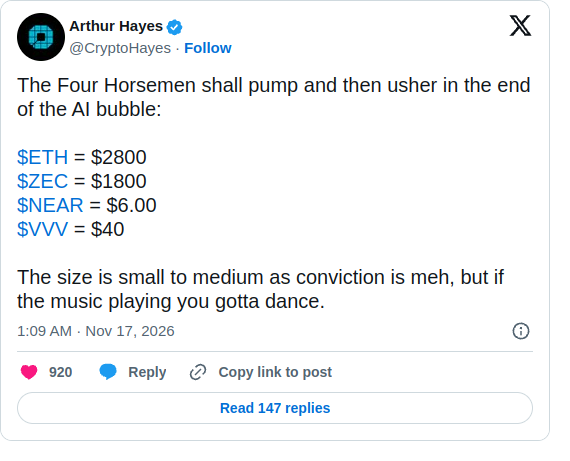 Arthur Hayes
@CryptoHayes · Follow
The Four Horsemen shall pump and then usher in the end
of the AI bubble:
$ETH = $2800
$ZEC = $1800
$NEAR = $6.00
$VVV = $40
The size is small to medium as conviction is meh, but if
the music playing you gotta dance.
1:09 AM · Nov 17, 2026
920 Reply Copy link to post
Read 147 replies